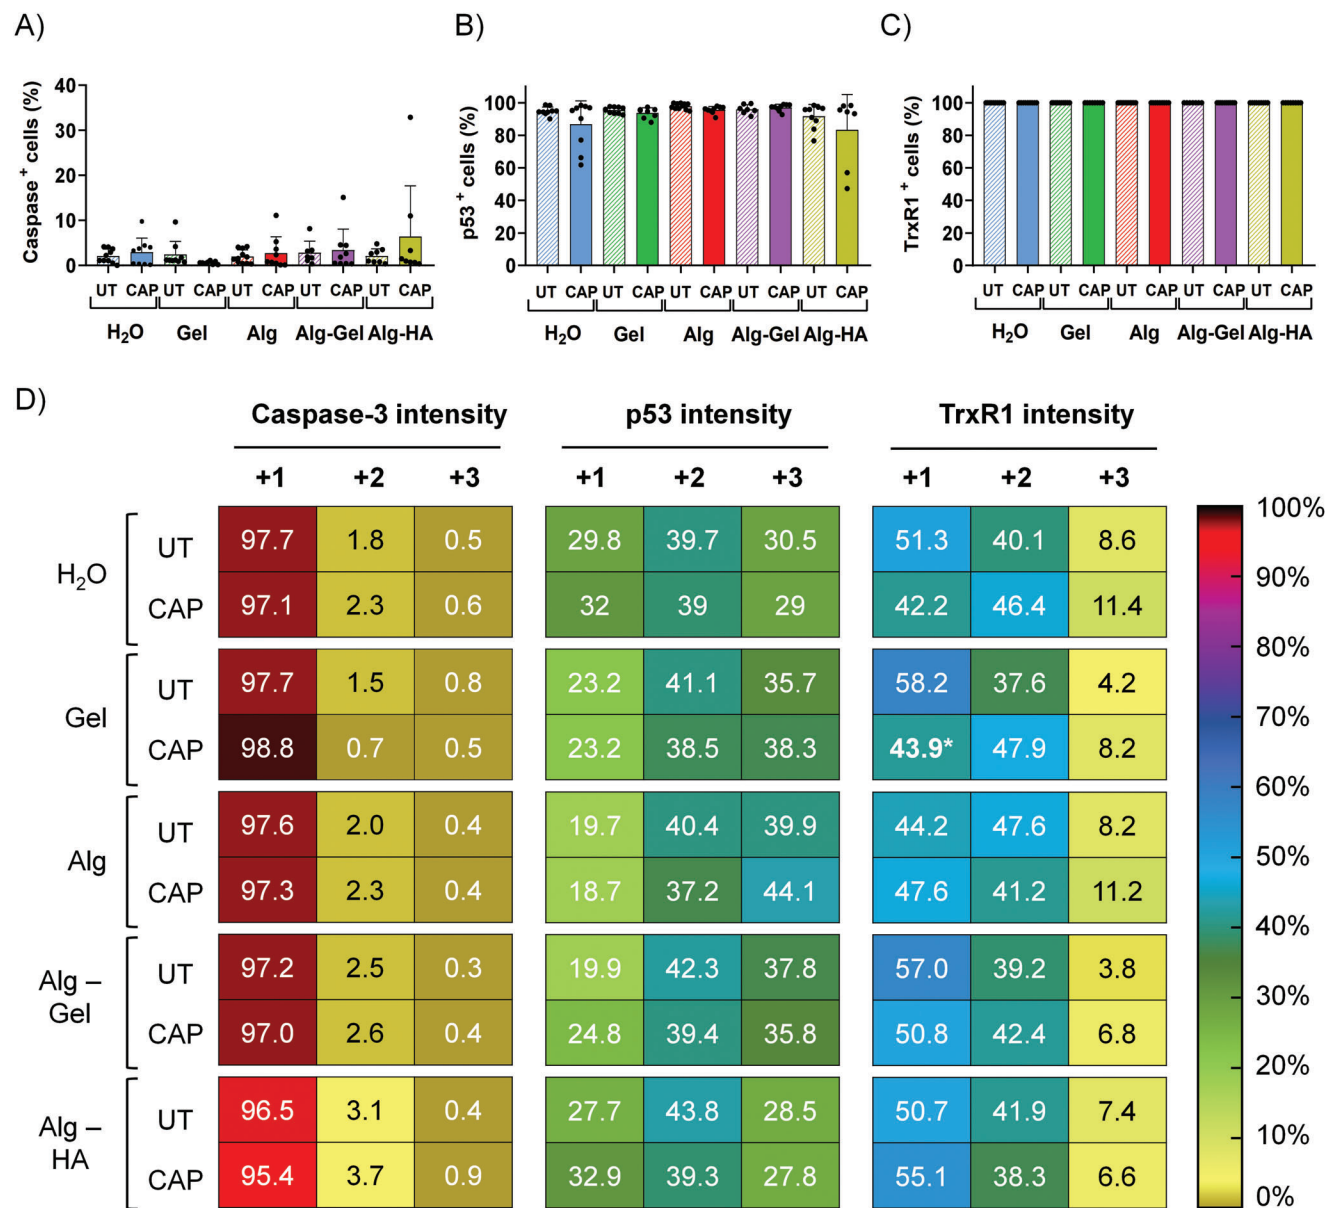 A)
B)
C)
Caspase + cells (%)
40
30
20
10
0
UT CAP UT CAP UT CAP UT CAP UT CAP
H2O Gel Alg Alg-Gel Alg-HA
p53 + cells (%)
100
80
60
40
20
0
UT CAP UT CAP UT CAP UT CAP UT CAP
H2O Gel Alg Alg-Gel Alg-HA
TrxR1 + cells (%)
100
80
60
40
20
0
UT CAP UT CAP UT CAP UT CAP UT CAP
H2O Gel Alg Alg-Gel Alg-HA
D)
Caspase-3 intensity p53 intensity TrxR1 intensity
+1 +2 +3 +1 +2 +3 +1 +2 +3
H2O
UT 97.7 1.8 0.5 29.8 39.7 30.5 51.3 40.1 8.6
CAP 97.1 2.3 0.6 32 39 29 42.2 46.4 11.4
Gel
UT 97.7 1.5 0.8 23.2 41.1 35.7 58.2 37.6 4.2
CAP 98.8 0.7 0.5 23.2 38.5 38.3 43.9* 47.9 8.2
Alg
UT 97.6 2.0 0.4 19.7 40.4 39.9 44.2 47.6 8.2
CAP 97.3 2.3 0.4 18.7 37.2 44.1 47.6 41.2 11.2
Alg –
Gel
UT 97.2 2.5 0.3 19.9 42.3 37.8 57.0 39.2 3.8
CAP 97.0 2.6 0.4 24.8 39.4 35.8 50.8 42.4 6.8
Alg –
HA
UT 96.5 3.1 0.4 27.7 43.8 28.5 50.7 41.9 7.4
CAP 95.4 3.7 0.9 32.9 39.3 27.8 55.1 38.3 6.6
100%
90%
80%
70%
60%
50%
40%
30%
20%
10%
0%